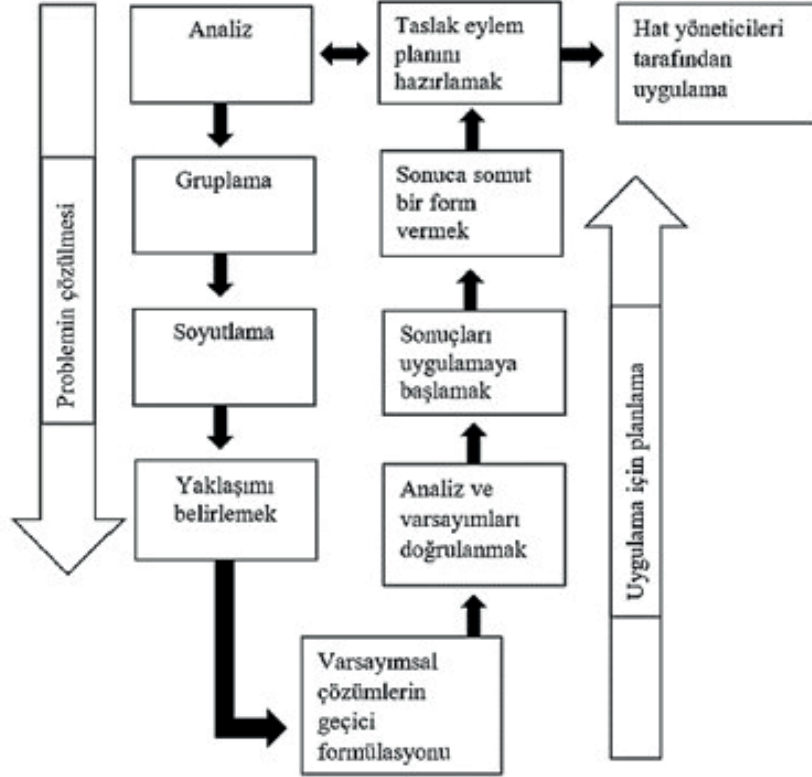 Analiz
Gruplama
Soyutlama
Yaklaşımı
belirlemek
Varsayımsal
çözümlerin
geçici
formülasyonu
Analiz ve
varsayımları
doğrulanmak
Sonuçları
uygulamaya
başlamak
Sonuca somut
bir form
vermek
Taslak eylem
planını
hazırlamak
Hat yöneticileri
tarafından
uygulama
Problemin çözülmesi
Uygulama için planlama